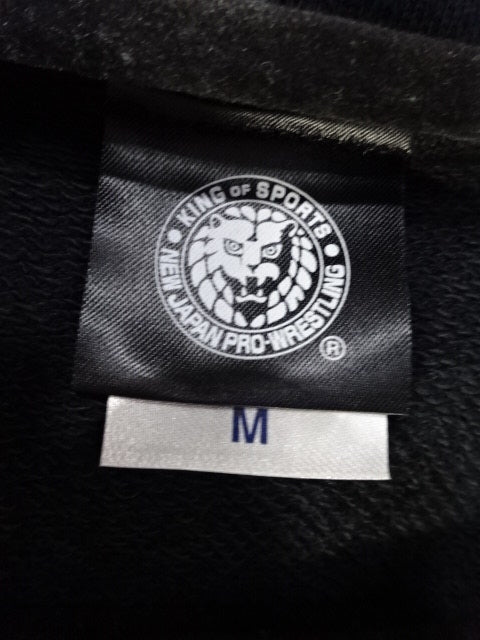 KING OF SPORTS
NEW JAPAN PRO-WRESTLING
®
M